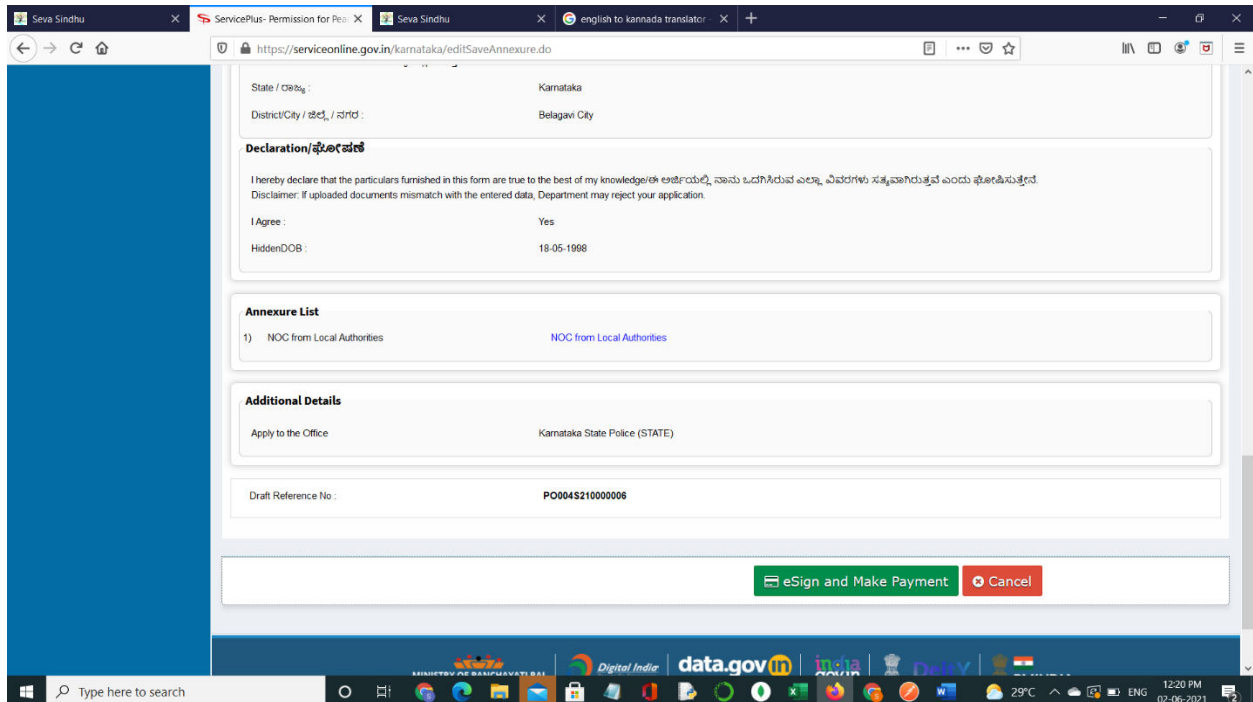 Seva Sindhu
ServicePlus- Permission for Pea
Seva Sindhu
english to kannada translator -
https://serviceonline.gov.in/karnataka/editSaveAnnexure.do
State / ರಾಜ್ಯ :
Karnataka
District/City / ಜಿಲ್ಲೆ / ನಗರ :
Belagavi City
Declaration/ಘೋಷಣೆ
I hereby declare that the particulars furnished in this form are true to the best of my knowledge/ಈ ಅರ್ಜಿಯಲ್ಲಿ ನಾನು ಒದಗಿಸಿರುವ ಎಲ್ಲಾ ವಿವರಗಳು ಸತ್ಯವಾಗಿರುತ್ತವೆ ಎಂದು ಘೋಷಿಸುತ್ತೇನೆ.
Disclaimer: If uploaded documents mismatch with the entered data, Department may reject your application.
I Agree :
Yes
HiddenDOB :
18-05-1998
Annexure List
1) NOC from Local Authorities
NOC from Local Authorities
Additional Details
Apply to the Office
Karnataka State Police (STATE)
Draft Reference No :
PO004S210000006
eSign and Make Payment
Cancel
Digital India
data.gov
Type here to search
29°C
ENG
12:20 PM
02-06-2021